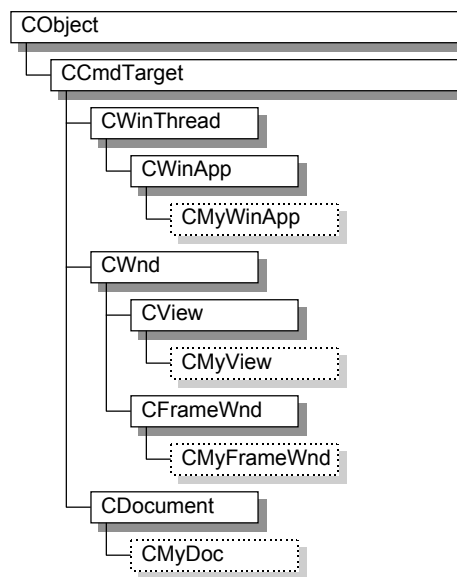 CObject
CCmdTarget
CWinThread
CWinApp
CMyWinApp
CWnd
CView
CMyView
CFrameWnd
CMyFrameWnd
CDocument
CMyDoc